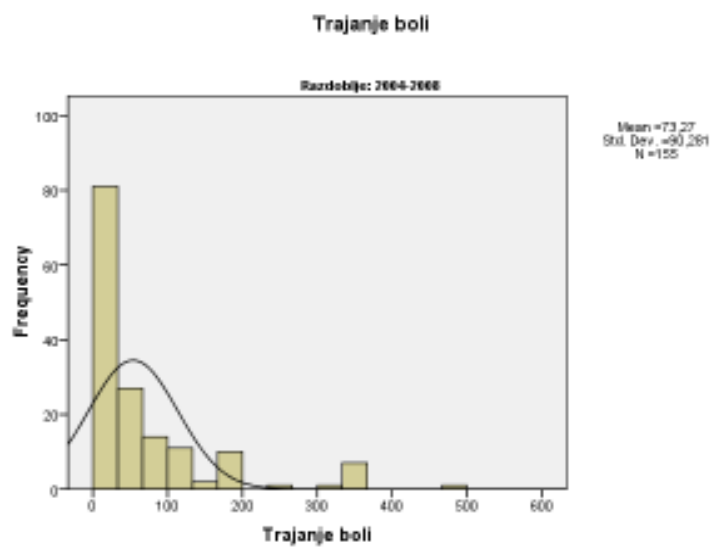 Trajanje boli
Razdoblje: 2004-2008
Mean =73,27
Std. Dev. =90,281
N =155
Frequency
100
80
60
40
20
0
0 100 200 300 400 500 600
Trajanje boli